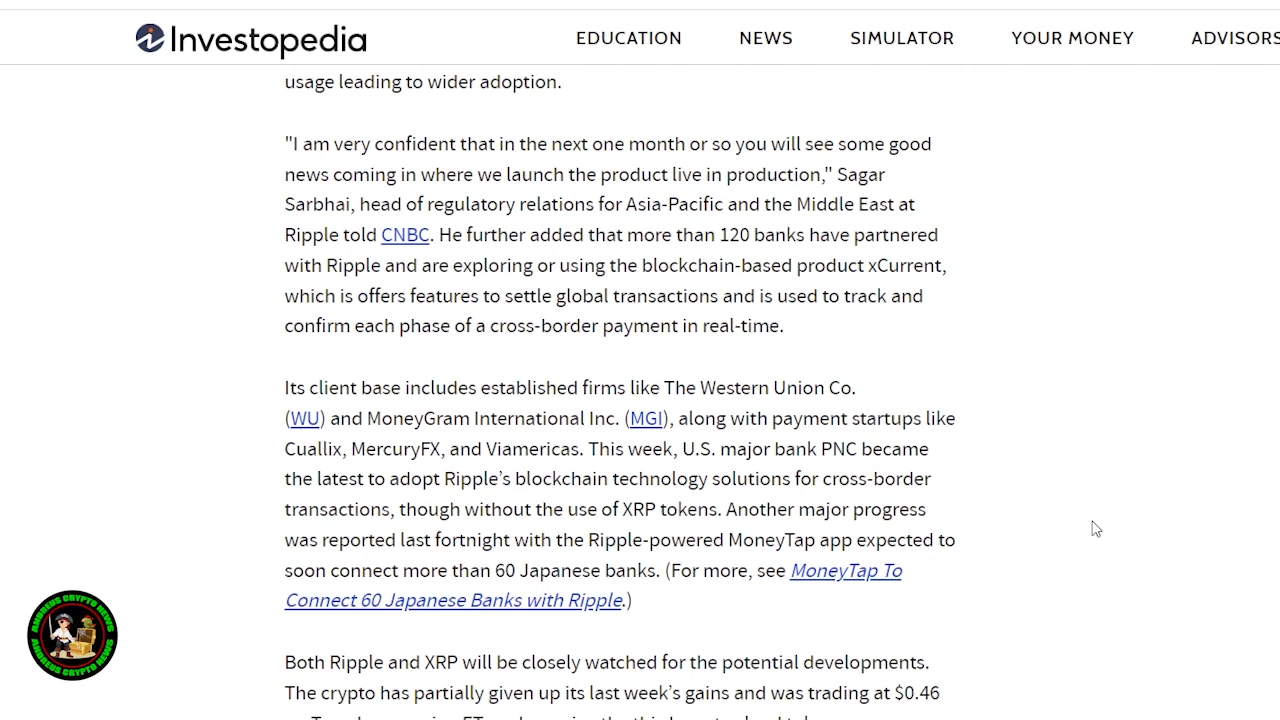 Investopedia
EDUCATION NEWS SIMULATOR YOUR MONEY ADVISORS
usage leading to wider adoption.
"I am very confident that in the next one month or so you will see some good
news coming in where we launch the product live in production," Sagar
Sarbhai, head of regulatory relations for Asia-Pacific and the Middle East at
Ripple told CNBC. He further added that more than 120 banks have partnered
with Ripple and are exploring or using the blockchain-based product xCurrent,
which is offers features to settle global transactions and is used to track and
confirm each phase of a cross-border payment in real-time.
Its client base includes established firms like The Western Union Co.
(WU) and MoneyGram International Inc. (MGI), along with payment startups like
Cuallix, MercuryFX, and Viamericas. This week, U.S. major bank PNC became
the latest to adopt Ripple’s blockchain technology solutions for cross-border
transactions, though without the use of XRP tokens. Another major progress
was reported last fortnight with the Ripple-powered MoneyTap app expected to
soon connect more than 60 Japanese banks. (For more, see MoneyTap To
Connect 60 Japanese Banks with Ripple.)
Both Ripple and XRP will be closely watched for the potential developments.
The crypto has partially given up its last week’s gains and was trading at $0.46
ANDREUS CRYPTO NEWS
ANDREUS CRYPTO NEWS